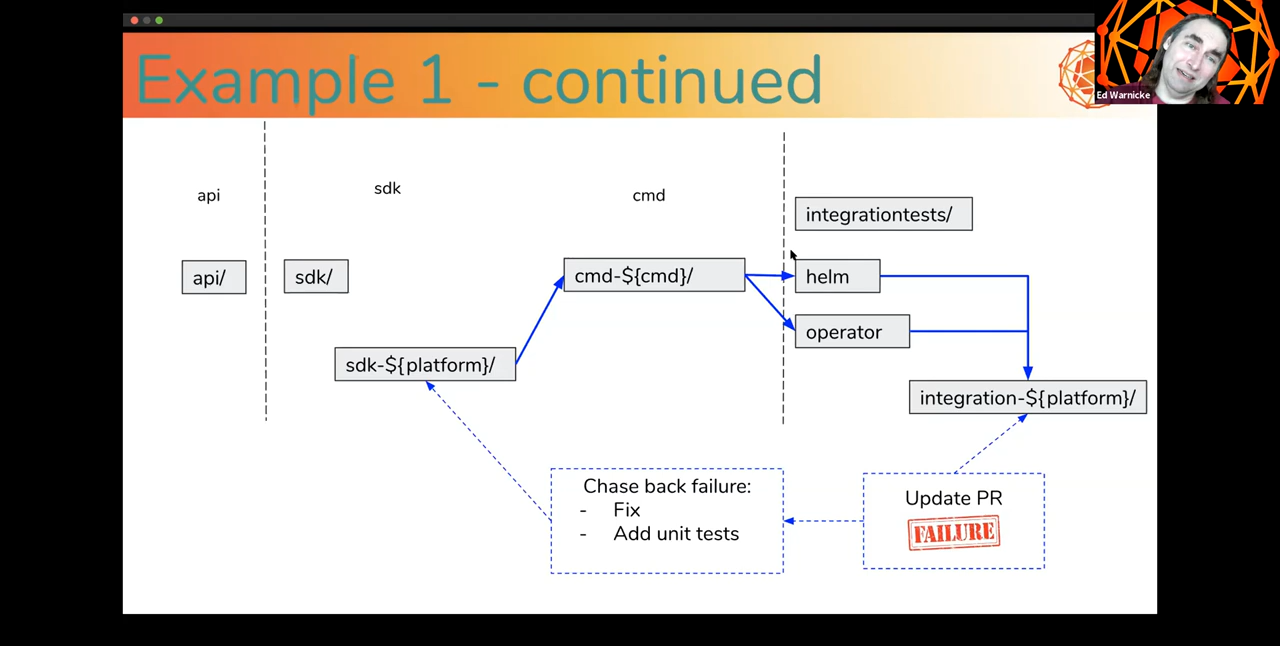 Example 1 - continued
Ed Warnicke
api
sdk
cmd
integrationtests/
api/
sdk/
cmd-${cmd}/
helm
operator
sdk-${platform}/
integration-${platform}/
Chase back failure:
- Fix
- Add unit tests
Update PR
FAILURE